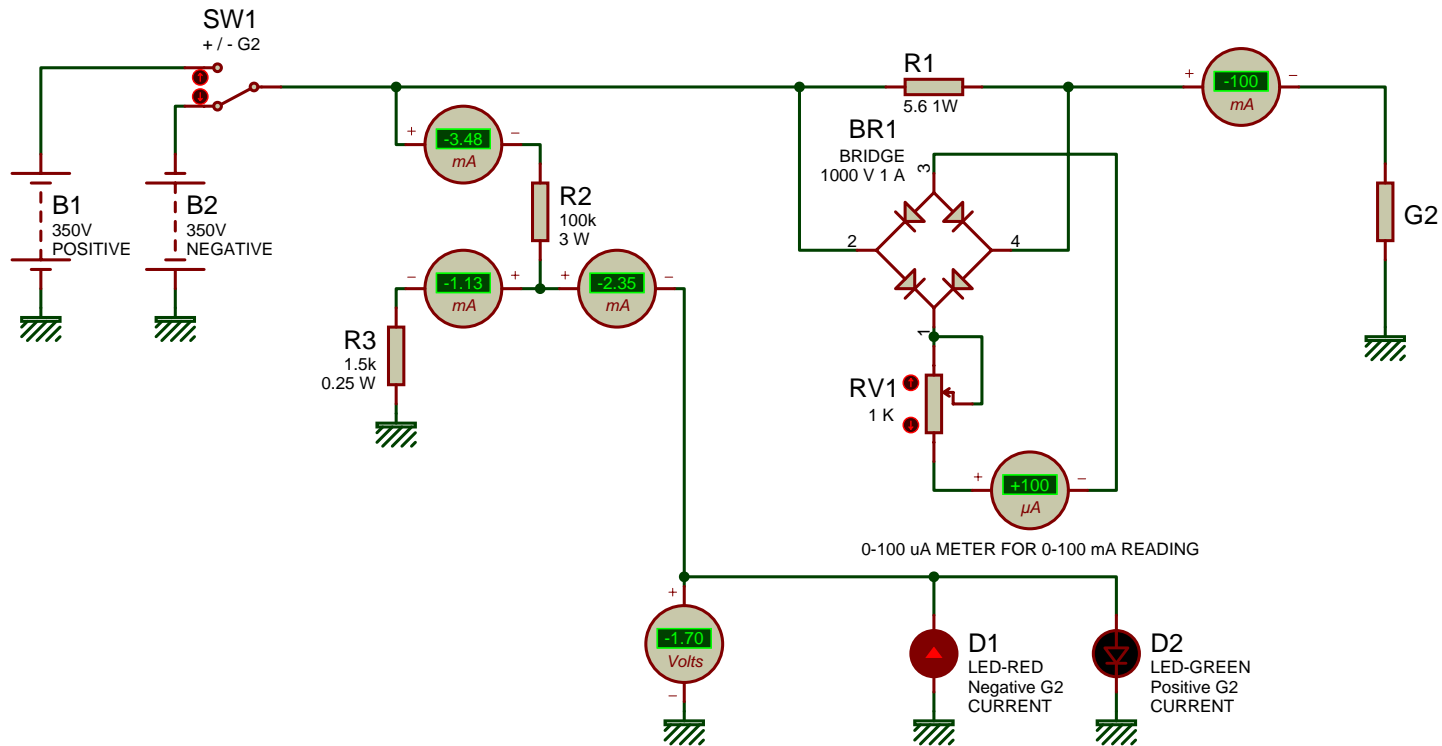 SW1
+ / - G2
B1
350V
POSITIVE
B2
350V
NEGATIVE
+
-3.48
mA
−
R2
100k
3 W
−
-1.13
mA
+
+
-2.35
mA
−
R3
1.5k
0.25 W
R1
5.6 1W
BR1
BRIDGE
1000 V 1 A
3
2
4
1
+
-100
mA
−
G2
RV1
1 K
+
+100
µA
−
0-100 uA METER FOR 0-100 mA READING
+
-1.70
Volts
−
D1
LED-RED
Negative G2
CURRENT
D2
LED-GREEN
Positive G2
CURRENT